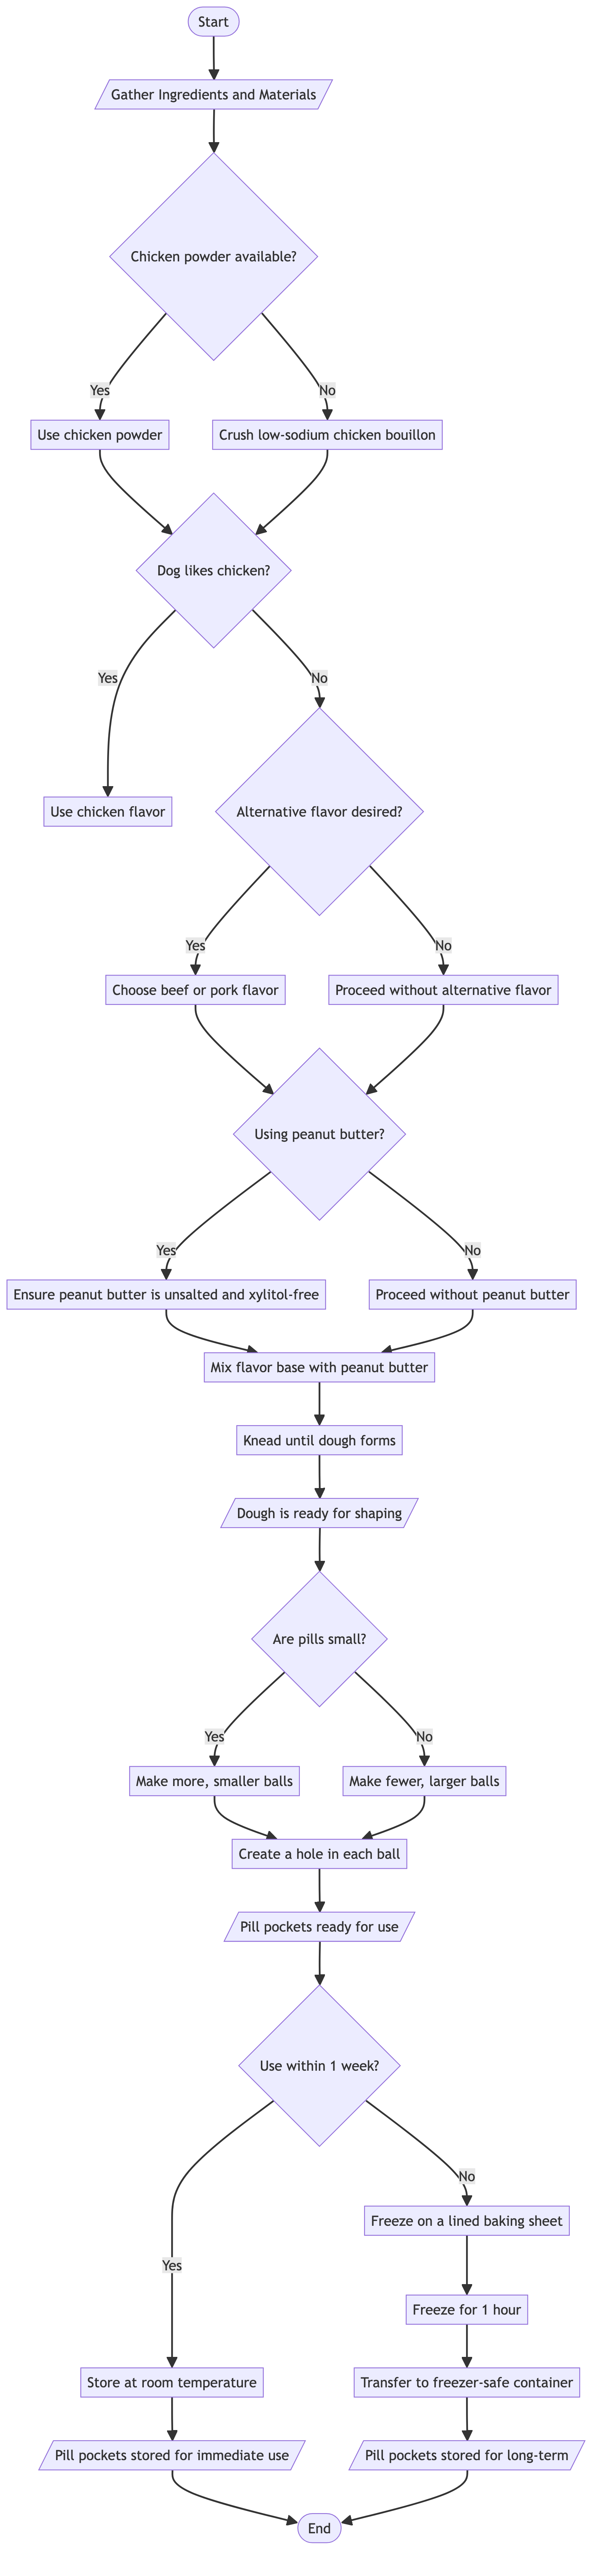 Start
Gather Ingredients and Materials
Chicken powder available?
Yes
No
Use chicken powder
Crush low-sodium chicken bouillon
Dog likes chicken?
Yes
No
Use chicken flavor
Alternative flavor desired?
Yes
No
Choose beef or pork flavor
Proceed without alternative flavor
Using peanut butter?
Yes
No
Ensure peanut butter is unsalted and xylitol-free
Proceed without peanut butter
Mix flavor base with peanut butter
Knead until dough forms
Dough is ready for shaping
Are pills small?
Yes
No
Make more, smaller balls
Make fewer, larger balls
Create a hole in each ball
Pill pockets ready for use
Use within 1 week?
No
Freeze on a lined baking sheet
Yes
Freeze for 1 hour
Store at room temperature
Transfer to freezer-safe container
Pill pockets stored for immediate use
Pill pockets stored for long-term
End